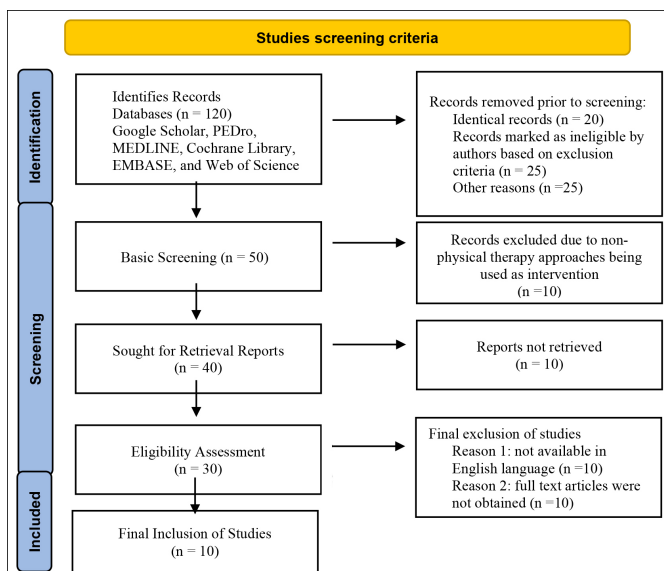 Studies screening criteria
Identification
Identifies Records
Databases (n = 120)
Google Scholar, PEDro,
MEDLINE, Cochrane Library,
EMBASE, and Web of Science
Records removed prior to screening:
Identical records (n = 20)
Records marked as ineligible by
authors based on exclusion
criteria (n = 25)
Other reasons (n =25)
Screening
Basic Screening (n = 50)
Records excluded due to non-
physical therapy approaches being
used as intervention
(n =10)
Sought for Retrieval Reports
(n = 40)
Reports not retrieved
(n = 10)
Eligibility Assessment
(n = 30)
Final exclusion of studies
Reason 1: not available in
English language (n =10)
Reason 2: full text articles were
not obtained (n =10)
Included
Final Inclusion of Studies
(n = 10)